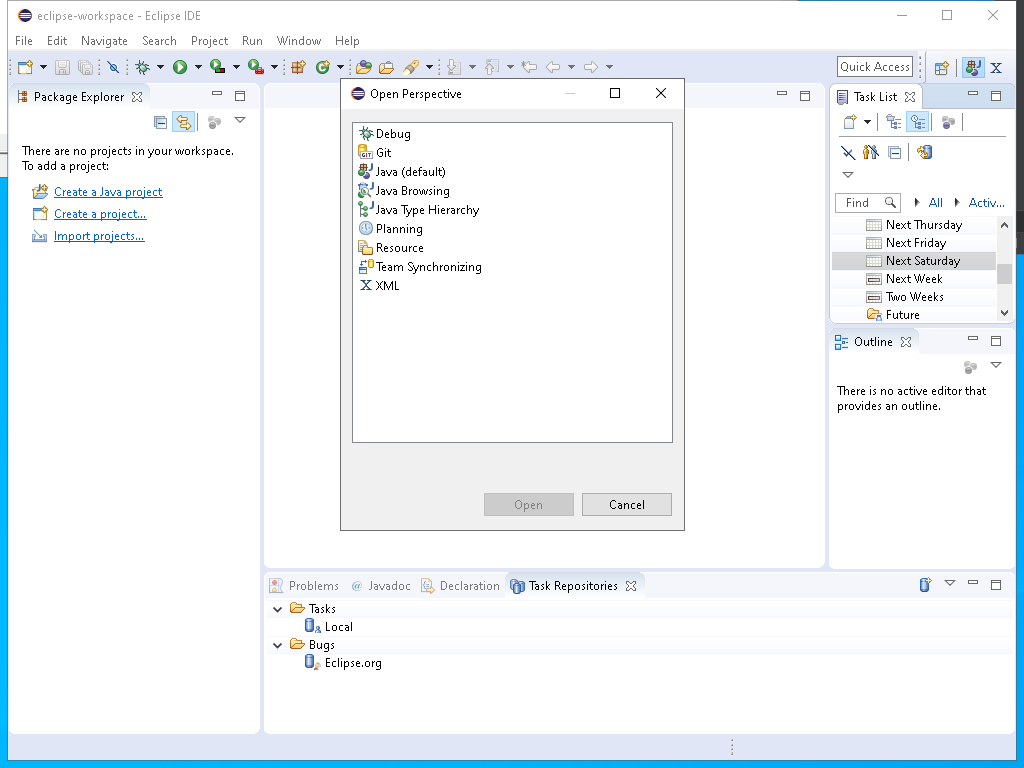 eclipse-workspace - Eclipse IDE
File Edit Navigate Search Project Run Window Help
Quick Access
Package Explorer
There are no projects in your workspace.
To add a project:
Create a Java project
Create a project...
Import projects...
Open Perspective
Debug
GIT
Git
Java (default)
Java Browsing
Java Type Hierarchy
Planning
Resource
Team Synchronizing
X XML
Open Cancel
Task List
Find All Activ...
Next Thursday
Next Friday
Next Saturday
Next Week
Two Weeks
Future
Outline
There is no active editor that
provides an outline.
Problems @ Javadoc Declaration Task Repositories
Tasks
Local
Bugs
Eclipse.org